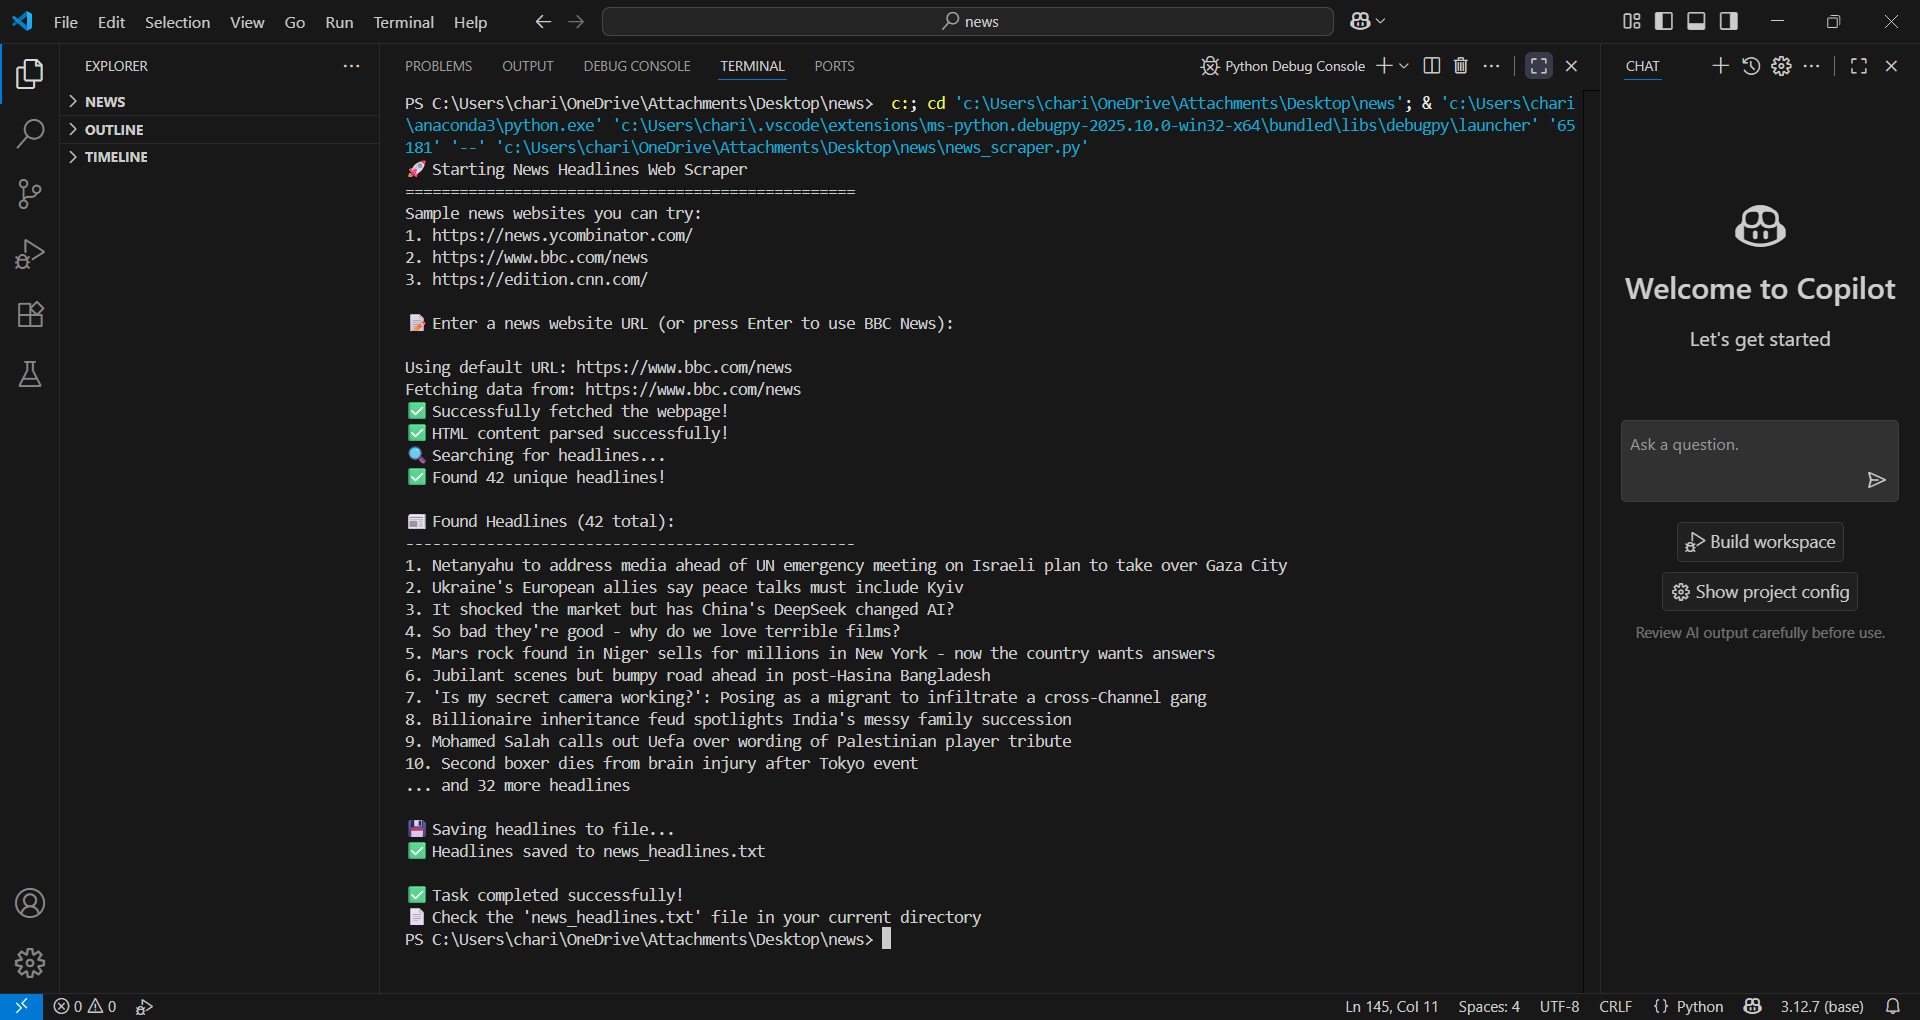 File Edit Selection View Go Run Terminal Help
news
EXPLORER
NEWS
OUTLINE
TIMELINE
PROBLEMS OUTPUT DEBUG CONSOLE TERMINAL PORTS
Python Debug Console
PS C:\Users\chari\OneDrive\Attachments\Desktop\news>  c:; cd 'c:\Users\chari\OneDrive\Attachments\Desktop\news'; & 'c:\Users\chari
\anaconda3\python.exe' 'c:\Users\chari\.vscode\extensions\ms-python.debugpy-2025.10.0-win32-x64\bundled\libs\debugpy\launcher' '65
181' '--' 'c:\Users\chari\OneDrive\Attachments\Desktop\news\news_scraper.py'
🚀 Starting News Headlines Web Scraper
==================================================
Sample news websites you can try:
1. https://news.ycombinator.com/
2. https://www.bbc.com/news
3. https://edition.cnn.com/
📝 Enter a news website URL (or press Enter to use BBC News):
Using default URL: https://www.bbc.com/news
Fetching data from: https://www.bbc.com/news
✅ Successfully fetched the webpage!
✅ HTML content parsed successfully!
🔍 Searching for headlines...
✅ Found 42 unique headlines!
📰 Found Headlines (42 total):
--------------------------------------------------
1. Netanyahu to address media ahead of UN emergency meeting on Israeli plan to take over Gaza City
2. Ukraine's European allies say peace talks must include Kyiv
3. It shocked the market but has China's DeepSeek changed AI?
4. So bad they're good - why do we love terrible films?
5. Mars rock found in Niger sells for millions in New York - now the country wants answers
6. Jubilant scenes but bumpy road ahead in post-Hasina Bangladesh
7. 'Is my secret camera working?': Posing as a migrant to infiltrate a cross-Channel gang
8. Billionaire inheritance feud spotlights India's messy family succession
9. Mohamed Salah calls out Uefa over wording of Palestinian player tribute
10. Second boxer dies from brain injury after Tokyo event
... and 32 more headlines
💾 Saving headlines to file...
✅ Headlines saved to news_headlines.txt
✅ Task completed successfully!
📄 Check the 'news_headlines.txt' file in your current directory
PS C:\Users\chari\OneDrive\Attachments\Desktop\news>
CHAT
Welcome to Copilot
Let's get started
Ask a question.
Build workspace
Show project config
Review AI output carefully before use.
0 0
Ln 145, Col 11 Spaces: 4 UTF-8 CRLF {} Python 3.12.7 (base)